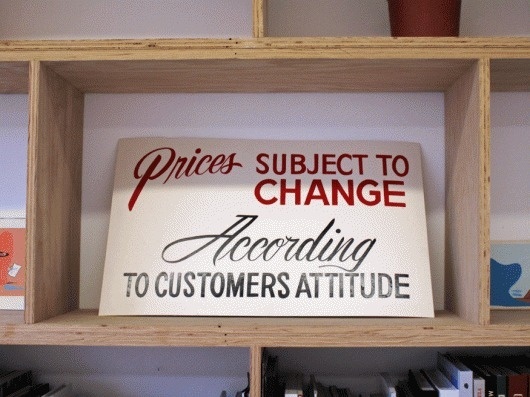 Prices SUBJECT TO
CHANGE
According
TO CUSTOMERS ATTITUDE